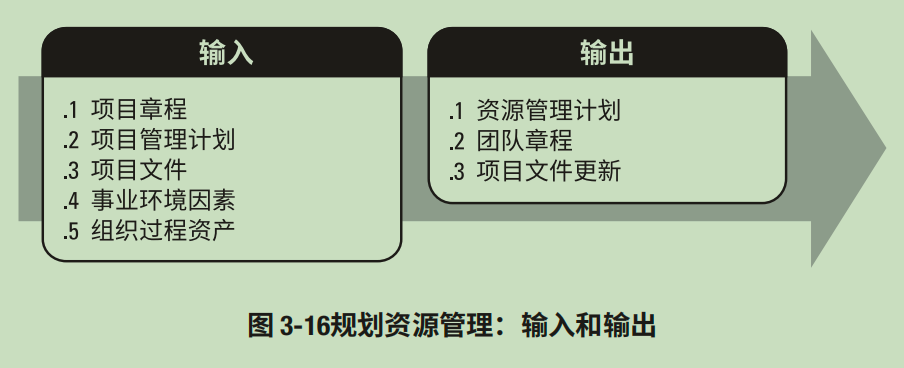 输入
.1 项目章程
.2 项目管理计划
.3 项目文件
.4 事业环境因素
.5 组织过程资产
输出
.1 资源管理计划
.2 团队章程
.3 项目文件更新
图 3-16规划资源管理：输入和输出